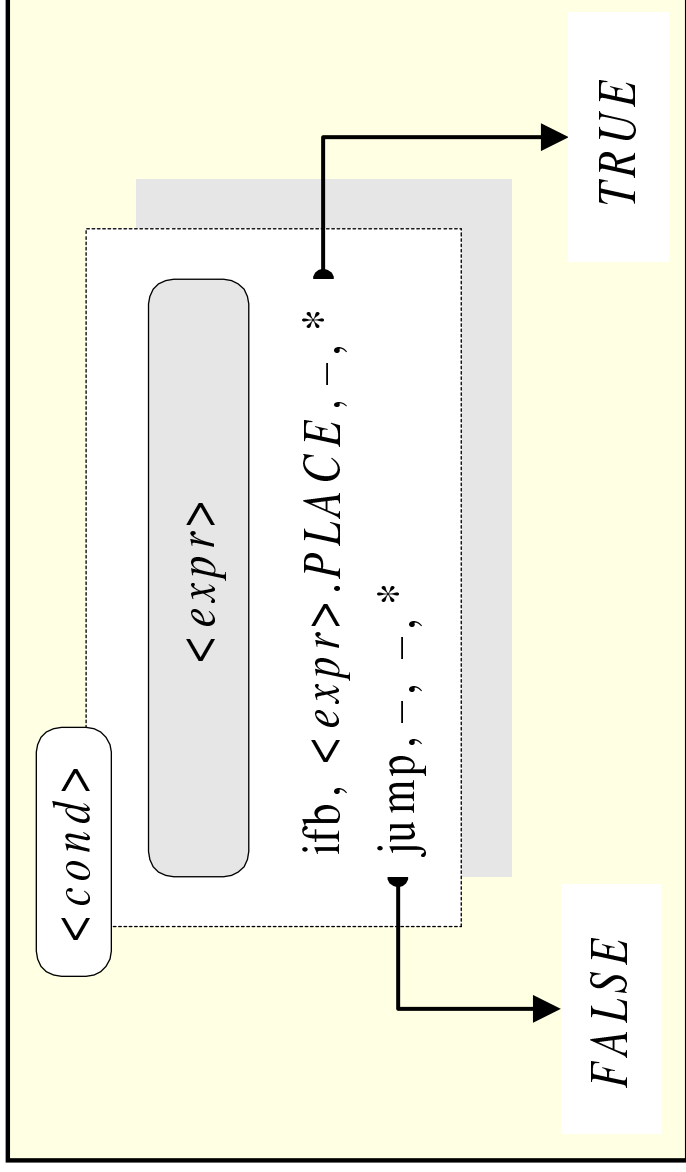 <cond>
<expr>
ifb, <expr>.PLACE, –, *
jump, –, –, *
FALSE
TRUE